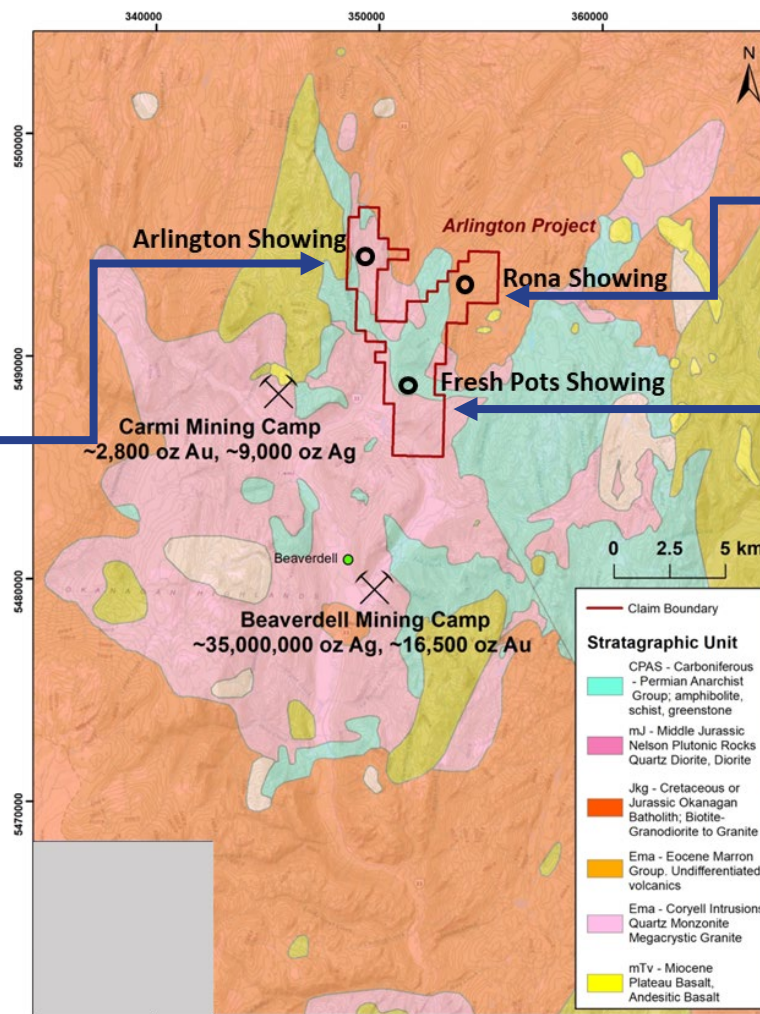 340000
350000
360000
N
5500000
Arlington Project
Arlington Showing
Rona Showing
5490000
Fresh Pots Showing
Carmi Mining Camp
~2,800 oz Au, ~9,000 oz Ag
0 2.5 5 km
Beaverdell
5480000
OKANAGAN HIGHLANDS
Beaverdell Mining Camp
~35,000,000 oz Ag, ~16,500 oz Au
Claim Boundary
Stratagraphic Unit
CPAS - Carboniferous
- Permian Anarchist
Group; amphibolite,
schist, greenstone
mJ - Middle Jurassic
Nelson Plutonic Rocks
Quartz Diorite, Diorite
Jkg - Cretaceous or
Jurassic Okanagan
Batholith; Biotite-
Granodiorite to Granite
Ema - Eocene Marron
Group. Undifferentiated
volcanics
Ema - Coryell Intrusions
Quartz Monzonite
Megacrystic Granite
mTv - Miocene
Plateau Basalt,
Andesitic Basalt
5470000